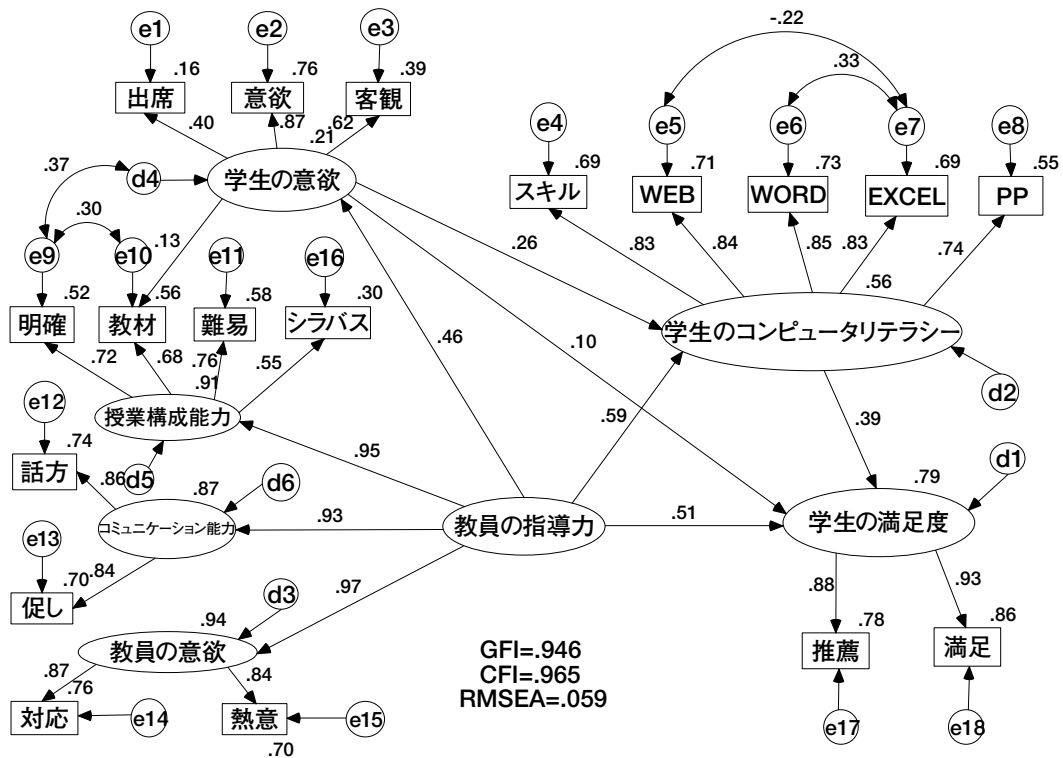 e1
e2
e3
-.22
.33
.16
.76
.39
出席
意欲
客観
e4
e5
e6
e7
e8
.40
.87
.21
.62
.69
.71
.73
.69
.55
.37
d4
学生の意欲
スキル
WEB
WORD
EXCEL
PP
.30
.13
.26
.83
.84
.85
.83
.74
e9
e10
e11
e16
.52
.56
.58
.30
.56
明確
教材
難易
シラバス
学生のコンピュータリテラシー
.46
.10
.72
.68
.76
.55
.91
d2
e12
授業構成能力
.59
.39
.74
.86
d5
.95
話方
.87
d6
.79
d1
コミュニケーション能力
.93
教員の指導力
.51
学生の満足度
e13
.70
.84
促し
.97
.88
.93
d3
.94
教員の意欲
GFI=.946
.78
.86
推薦
満足
.87
.84
CFI=.965
.76
RMSEA=.059
対応
e14
熱意
e15
e17
e18
.70